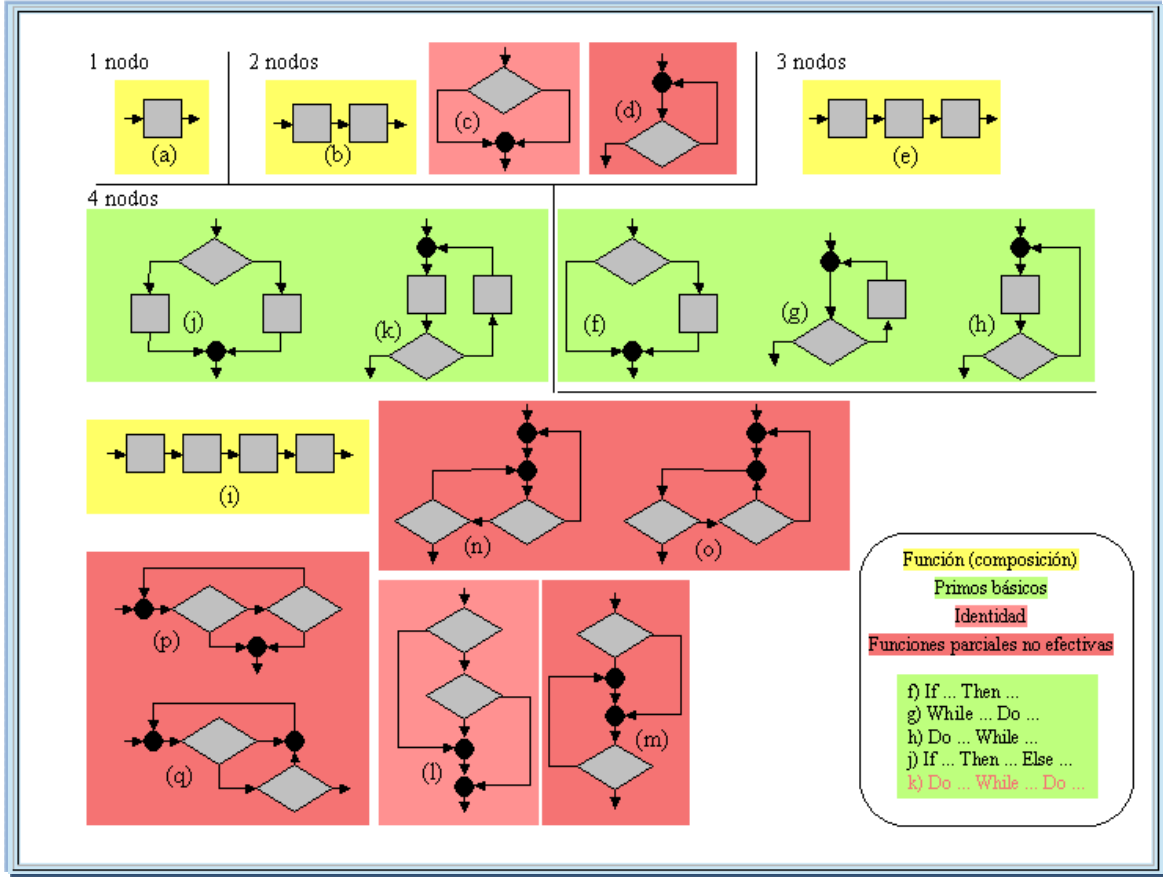 1 nodo
2 nodos
3 nodos
(a)
(b)
(c)
(d)
(e)
4 nodos
(j)
(k)
(f)
(g)
(h)
(i)
(n)
(o)
(p)
(q)
(l)
(m)
Función (composición)
Primos básicos
Identidad
Funciones parciales no efectivas
f) If ... Then ...
g) While ... Do ...
h) Do ... While ...
j) If ... Then ... Else ...
k) Do ... While ... Do ...